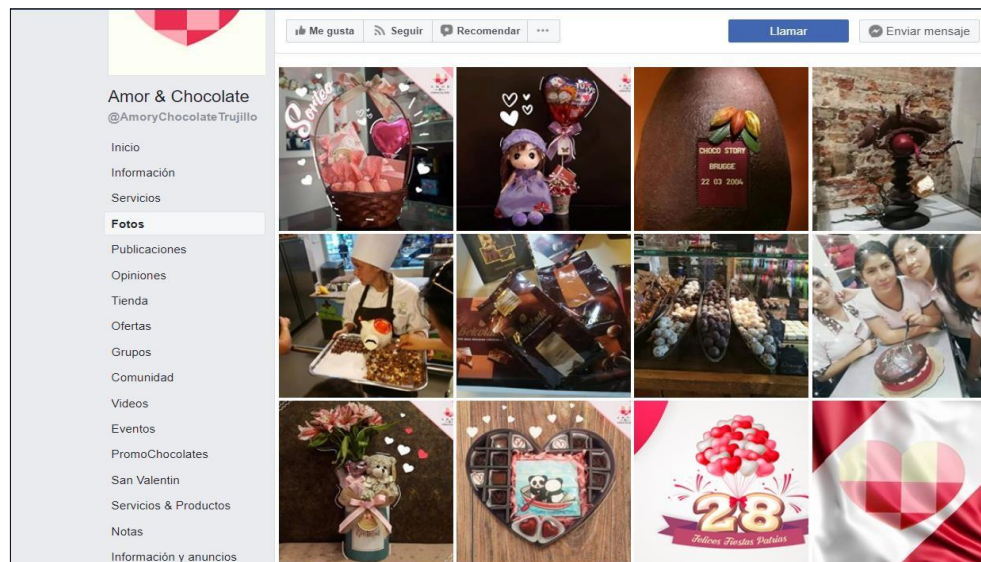 Me gusta Seguir Recomendar ... Llamar Enviar mensaje
Amor & Chocolate
@AmoryChocolateTrujillo
Inicio
Información
Servicios
Fotos
Publicaciones
Opiniones
Tienda
Ofertas
Grupos
Comunidad
Videos
Eventos
PromoChocolates
San Valentin
Servicios & Productos
Notas
Información y anuncios
Sorteo
CHOCO STORY
BRUGGE
22 03 2004
28
Felices Fiestas Patrias